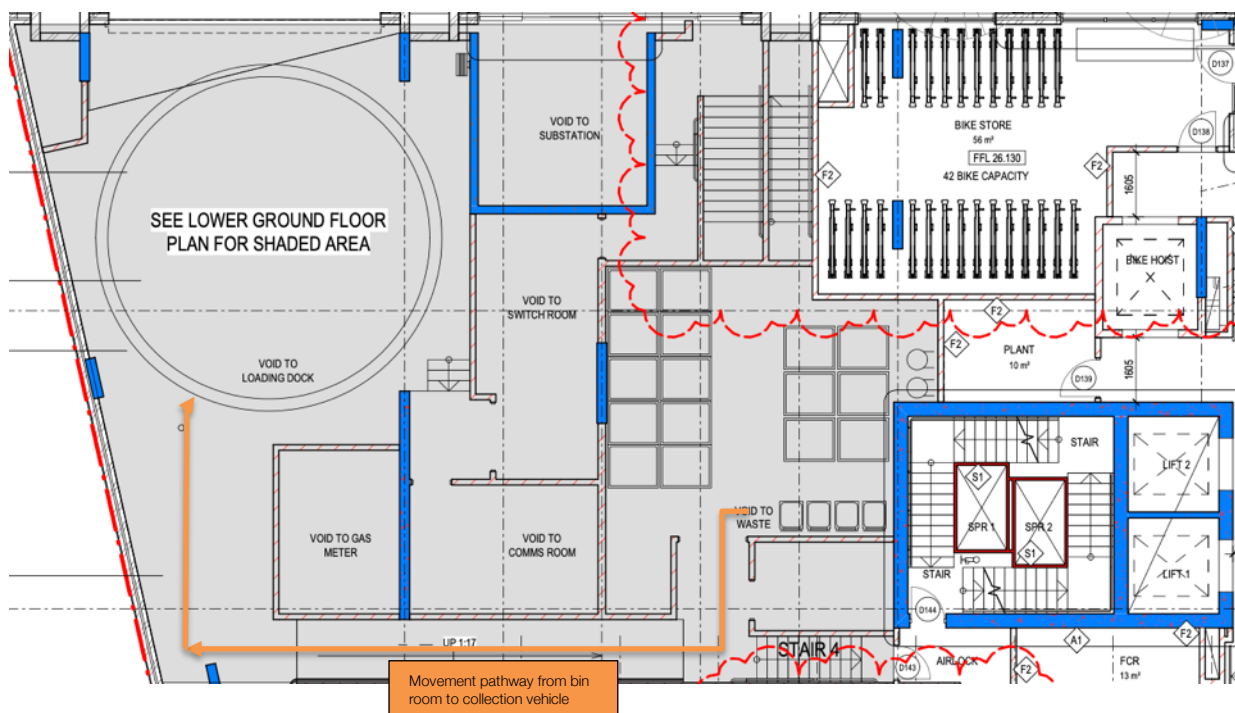 D137
VOID TO
SUBSTATION
BIKE STORE
56 m²
FFL 26.130
42 BIKE CAPACITY
D138
F2
F2
1605
SEE LOWER GROUND FLOOR
PLAN FOR SHADED AREA
BIKE HOIST
VOID TO
SWITCH ROOM
F2
F2
PLANT
10 m²
VOID TO
LOADING DOCK
1605
D139
STAIR
LIFT 2
S1
VOID TO
WASTE
SPR 1
SPR 2
VOID TO GAS
METER
VOID TO
COMMS ROOM
S1
STAIR
LIFT 1
D144
UP 1:17
STAIR 4
A1
F2
AIRLOCK
D143
F2
FCR
13 m²
Movement pathway from bin
room to collection vehicle